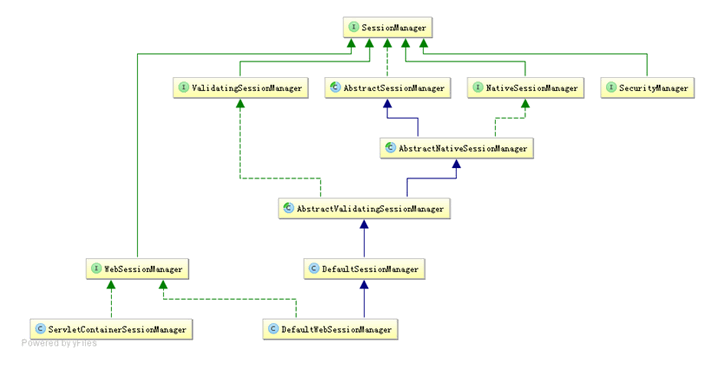 SessionManager
ValidatingSessionManager
AbstractSessionManager
NativeSessionManager
SecurityManager
AbstractNativeSessionManager
AbstractValidatingSessionManager
WebSessionManager
DefaultSessionManager
ServletContainerSessionManager
DefaultWebSessionManager
Powered by yFiles